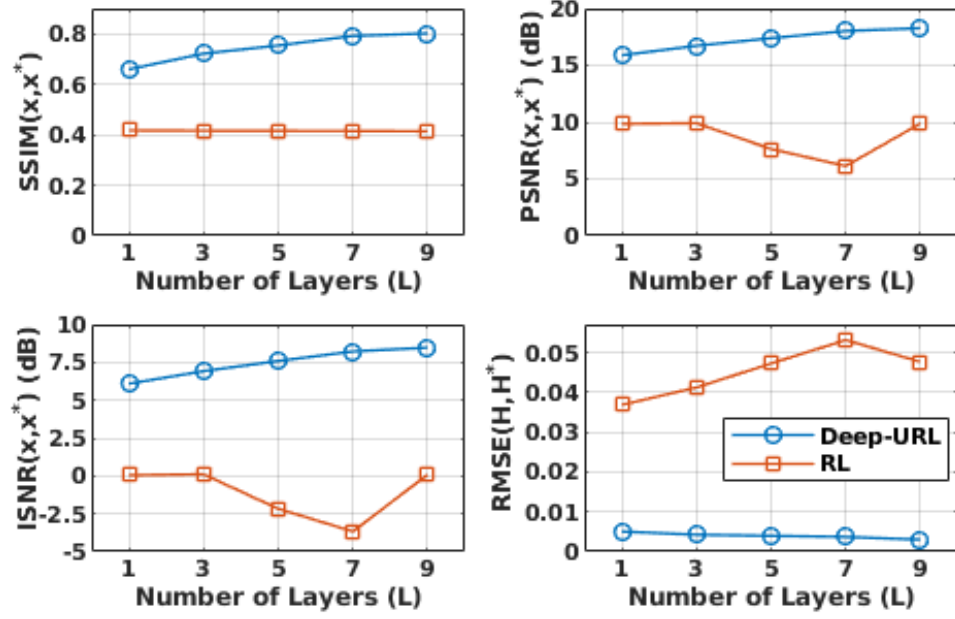 SSIM(x,x*)
0.8
0.6
0.4
0.2
0
1 3 5 7 9
Number of Layers (L)
PSNR(x,x*) (dB)
20
15
10
5
0
1 3 5 7 9
Number of Layers (L)
ISNR(x,x*) (dB)
10
7.5
5
2.5
0
-2.5
-5
1 3 5 7 9
Number of Layers (L)
RMSE(H,H*)
0.05
0.04
0.03
0.02
0.01
0
Deep-URL
RL
1 3 5 7 9
Number of Layers (L)